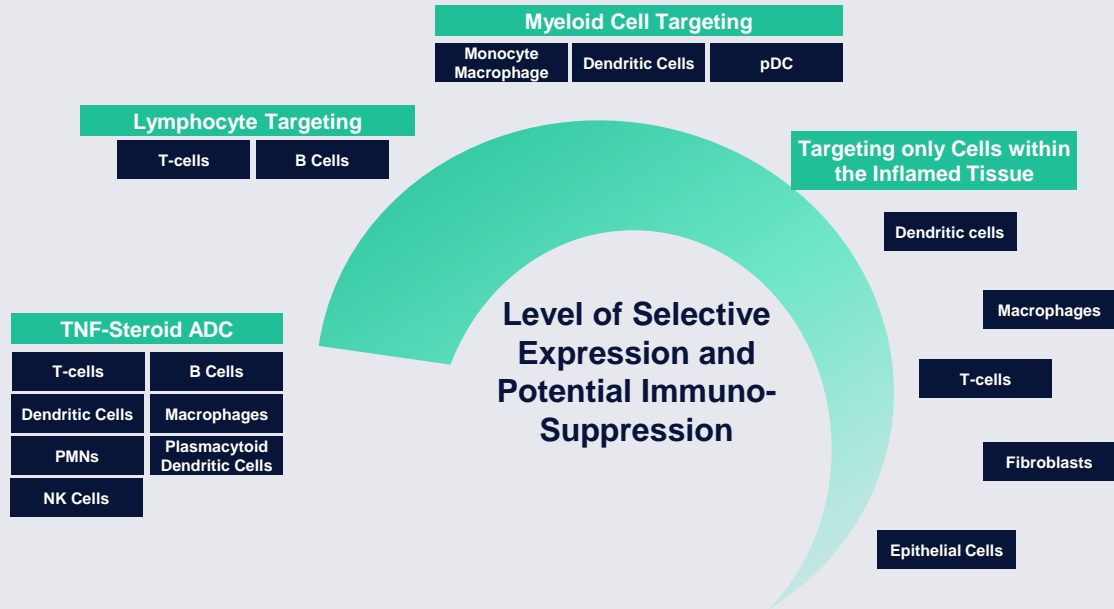 Myeloid Cell Targeting
Monocyte
Macrophage
Dendritic Cells
pDC
Lymphocyte Targeting
T-cells
B Cells
Targeting only Cells within
the Inflamed Tissue
Dendritic cells
Macrophages
T-cells
Fibroblasts
Epithelial Cells
Level of Selective
Expression and
Potential Immuno-
Suppression
TNF-Steroid ADC
T-cells
B Cells
Dendritic Cells
Macrophages
PMNs
Plasmacytoid
Dendritic Cells
NK Cells